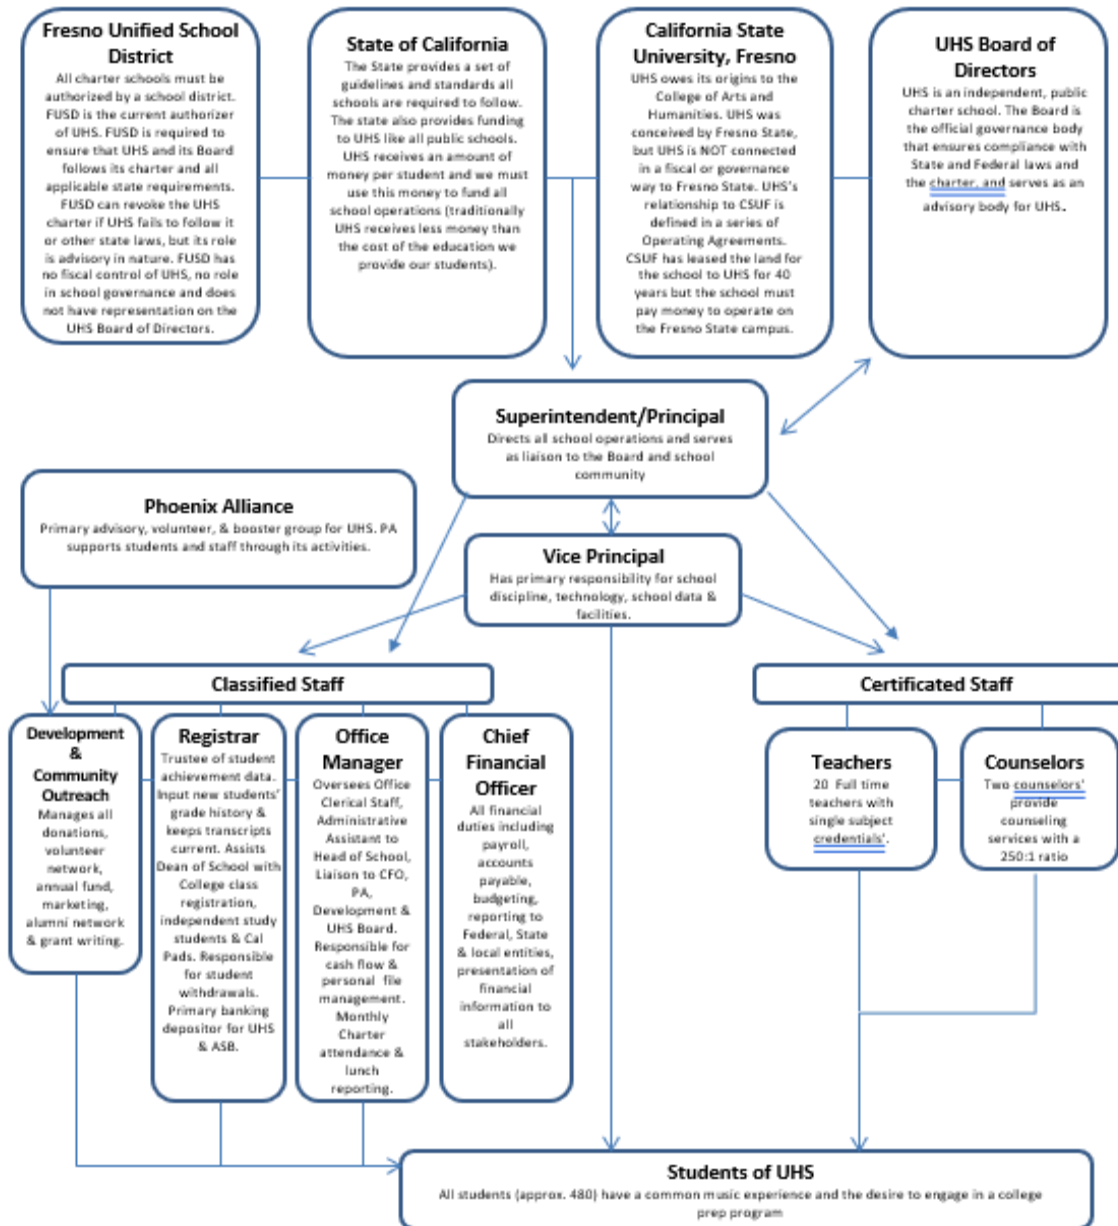 Fresno Unified School
District
All charter schools must be
authorized by a school district.
FUSD is the current authorizer
of UHS. FUSD is required to
ensure that UHS and its Board
follows its charter and all
applicable state requirements.
FUSD can revoke the UHS
charter if UHS fails to follow it
or other state laws, but its role
is advisory in nature. FUSD has
no fiscal control of UHS, no role
in school governance and does
not have representation on the
UHS Board of Directors.
State of California
The State provides a set of
guidelines and standards all
schools are required to follow.
The state also provides funding
to UHS like all public schools.
UHS receives an amount of
money per student and we must
use this money to fund all
school operations (traditionally
UHS receives less money than
the cost of the education we
provide our students).
California State
University, Fresno
UHS owes its origins to the
College of Arts and
Humanities. UHS was
conceived by Fresno State,
but UHS is NOT connected
in a fiscal or governance
way to Fresno State. UHS's
relationship to CSUF is
defined in a series of
Operating Agreements.
CSUF has leased the land for
the school to UHS for 40
years but the school must
pay money to operate on
the Fresno State campus.
UHS Board of
Directors
UHS is an independent, public
charter school. The Board is
the official governance body
that ensures compliance with
State and Federal laws and
the charter, and serves as an
advisory body for UHS.
Superintendent/Principal
Directs all school operations and serves
as liaison to the Board and school
community
Phoenix Alliance
Primary advisory, volunteer, & booster group for UHS. PA
supports students and staff through its activities.
Vice Principal
Has primary responsibility for school
discipline, technology, school data &
facilities.
Classified Staff
Certificated Staff
Development
&
Community
Outreach
Manages all
donations,
volunteer
network,
annual fund,
marketing,
alumni network
& grant writing.
Registrar
Trustee of student
achievement data.
Input new students'
grade history &
keeps transcripts
current. Assists
Dean of School with
College class
registration,
independent study
students & Cal
Pads. Responsible
for student
withdrawals.
Primary banking
depositor for UHS
& ASB.
Office
Manager
Oversees Office
Clerical Staff,
Administrative
Assistant to
Head of School,
Liaison to CFO,
PA,
Development &
UHS Board.
Responsible for
cash flow &
personal file
management.
Monthly
Charter
attendance &
lunch
reporting.
Chief
Financial
Officer
All financial
duties including
payroll,
accounts
payable,
budgeting,
reporting to
Federal, State
& local entities,
presentation of
financial
information to
all
stakeholders.
Teachers
20 Full time
teachers with
single subject
credentials'.
Counselors
Two counselors'
provide
counseling
services with a
250:1 ratio
Students of UHS
All students (approx. 480) have a common music experience and the desire to engage in a college
prep program